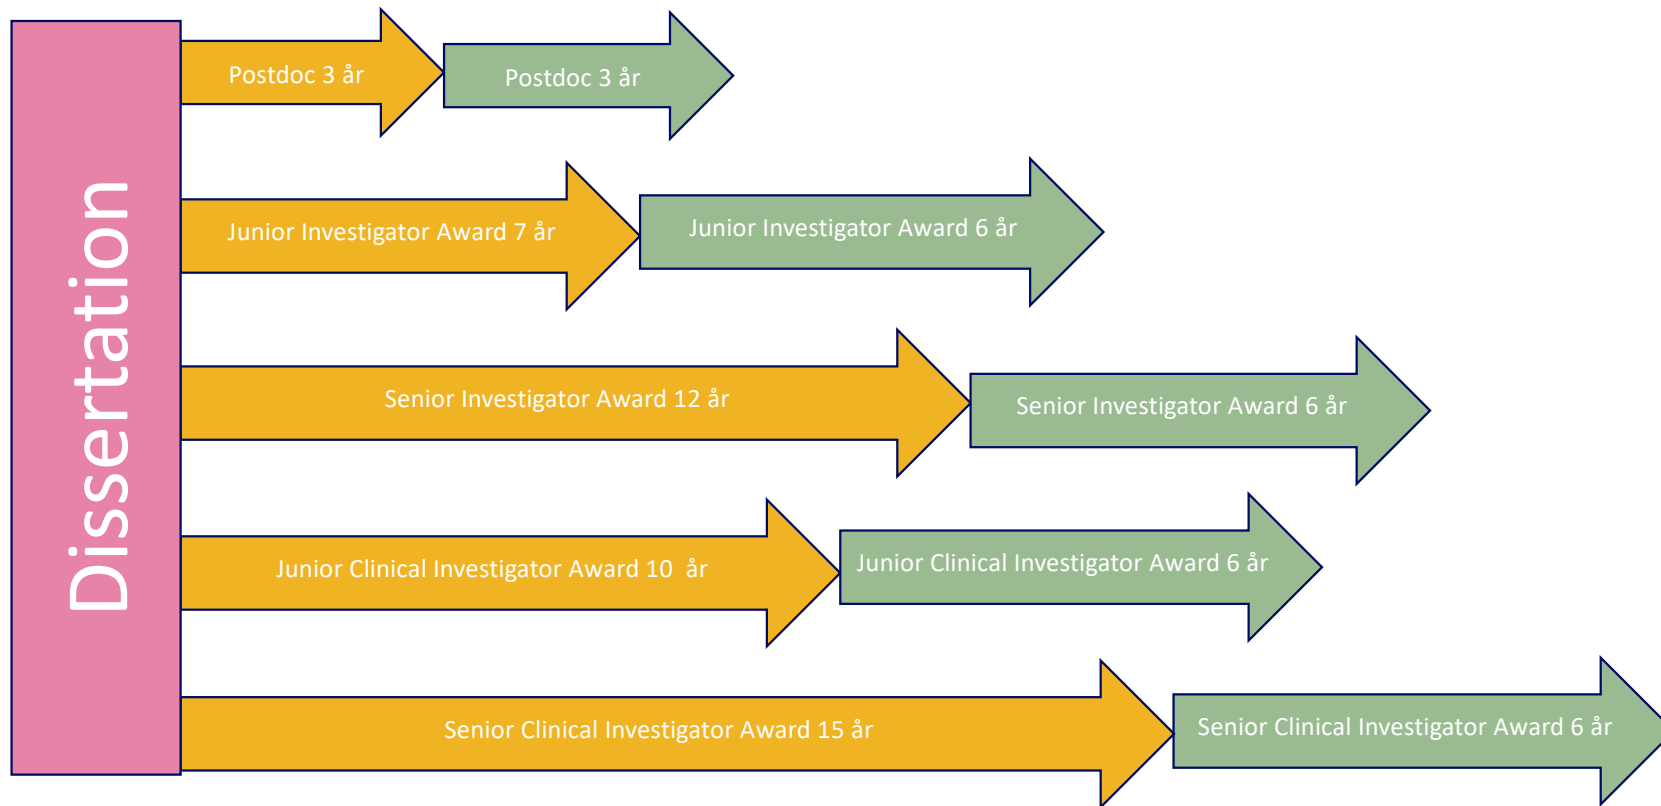 Dissertation
Postdoc 3 år
Postdoc 3 år
Junior Investigator Award 7 år
Junior Investigator Award 6 år
Senior Investigator Award 12 år
Senior Investigator Award 6 år
Junior Clinical Investigator Award 10  år
Junior Clinical Investigator Award 6 år
Senior Clinical Investigator Award 15 år
Senior Clinical Investigator Award 6 år